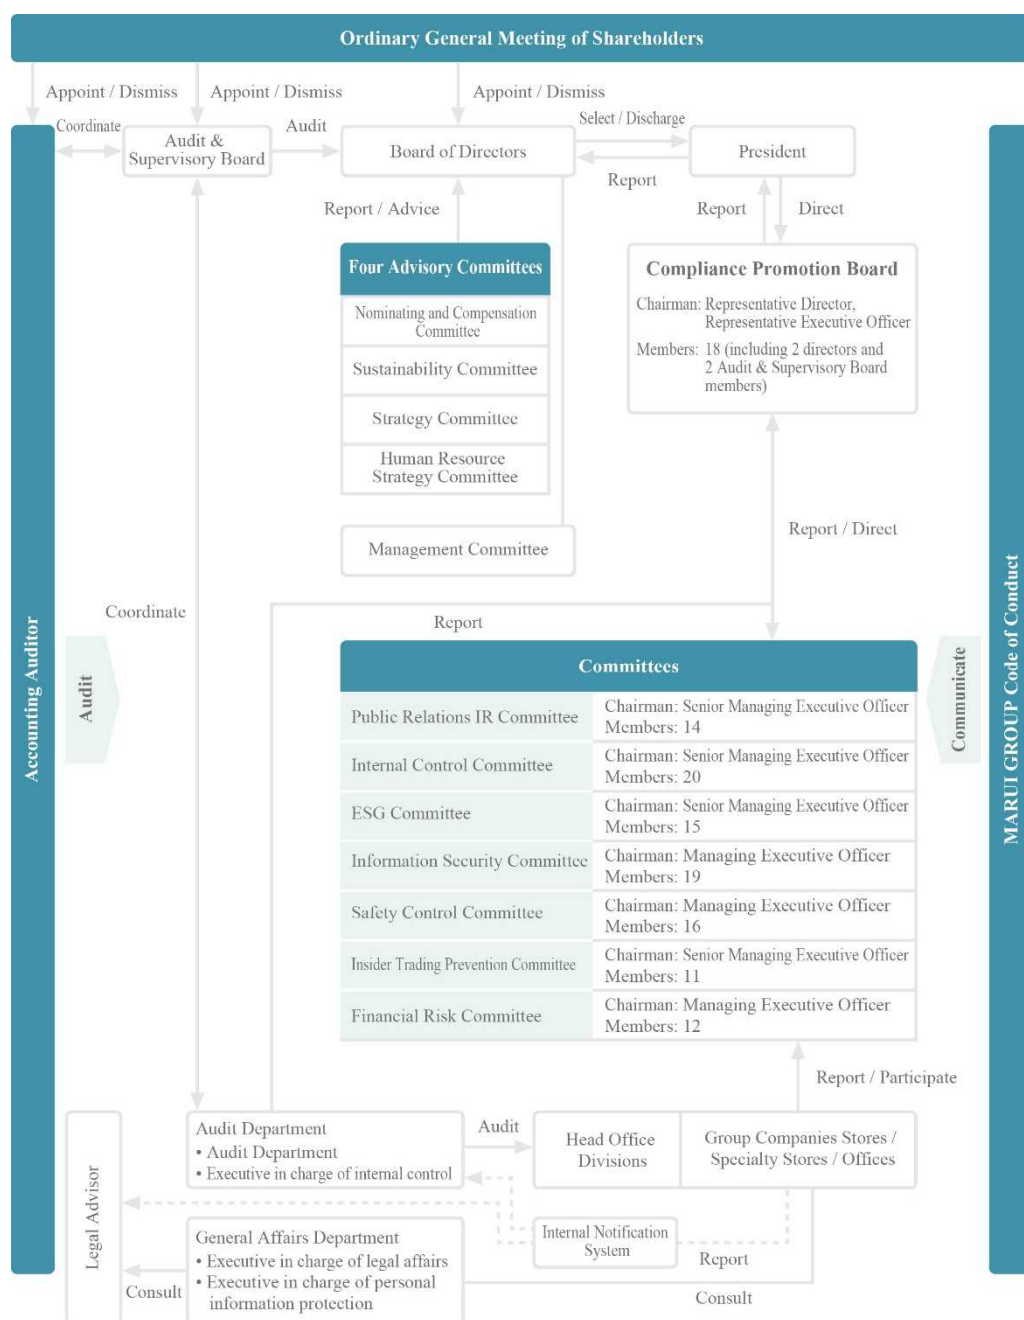 Ordinary General Meeting of Shareholders
Appoint / Dismiss
Appoint / Dismiss
Appoint / Dismiss
Coordinate
Audit &
Supervisory Board
Audit
Board of Directors
Select / Discharge
Report
President
Report / Advice
Report
Direct
Four Advisory Committees
Nominating and Compensation
Committee
Sustainability Committee
Strategy Committee
Human Resource
Strategy Committee
Management Committee
Compliance Promotion Board
Chairman: Representative Director,
Representative Executive Officer
Members: 18 (including 2 directors and
2 Audit & Supervisory Board
members)
Report / Direct
Coordinate
Report
Accounting Auditor
Audit
Committees
Public Relations IR Committee
Chairman: Senior Managing Executive Officer
Members: 14
Internal Control Committee
Chairman: Senior Managing Executive Officer
Members: 20
ESG Committee
Chairman: Senior Managing Executive Officer
Members: 15
Information Security Committee
Chairman: Managing Executive Officer
Members: 19
Safety Control Committee
Chairman: Managing Executive Officer
Members: 16
Insider Trading Prevention Committee
Chairman: Senior Managing Executive Officer
Members: 11
Financial Risk Committee
Chairman: Managing Executive Officer
Members: 12
Communicate
MARUI GROUP Code of Conduct
Report / Participate
Legal Advisor
Audit Department
• Audit Department
• Executive in charge of internal control
Audit
Head Office
Divisions
Group Companies Stores /
Specialty Stores / Offices
Internal Notification
System
Report
General Affairs Department
• Executive in charge of legal affairs
• Executive in charge of personal
information protection
Consult
Consult